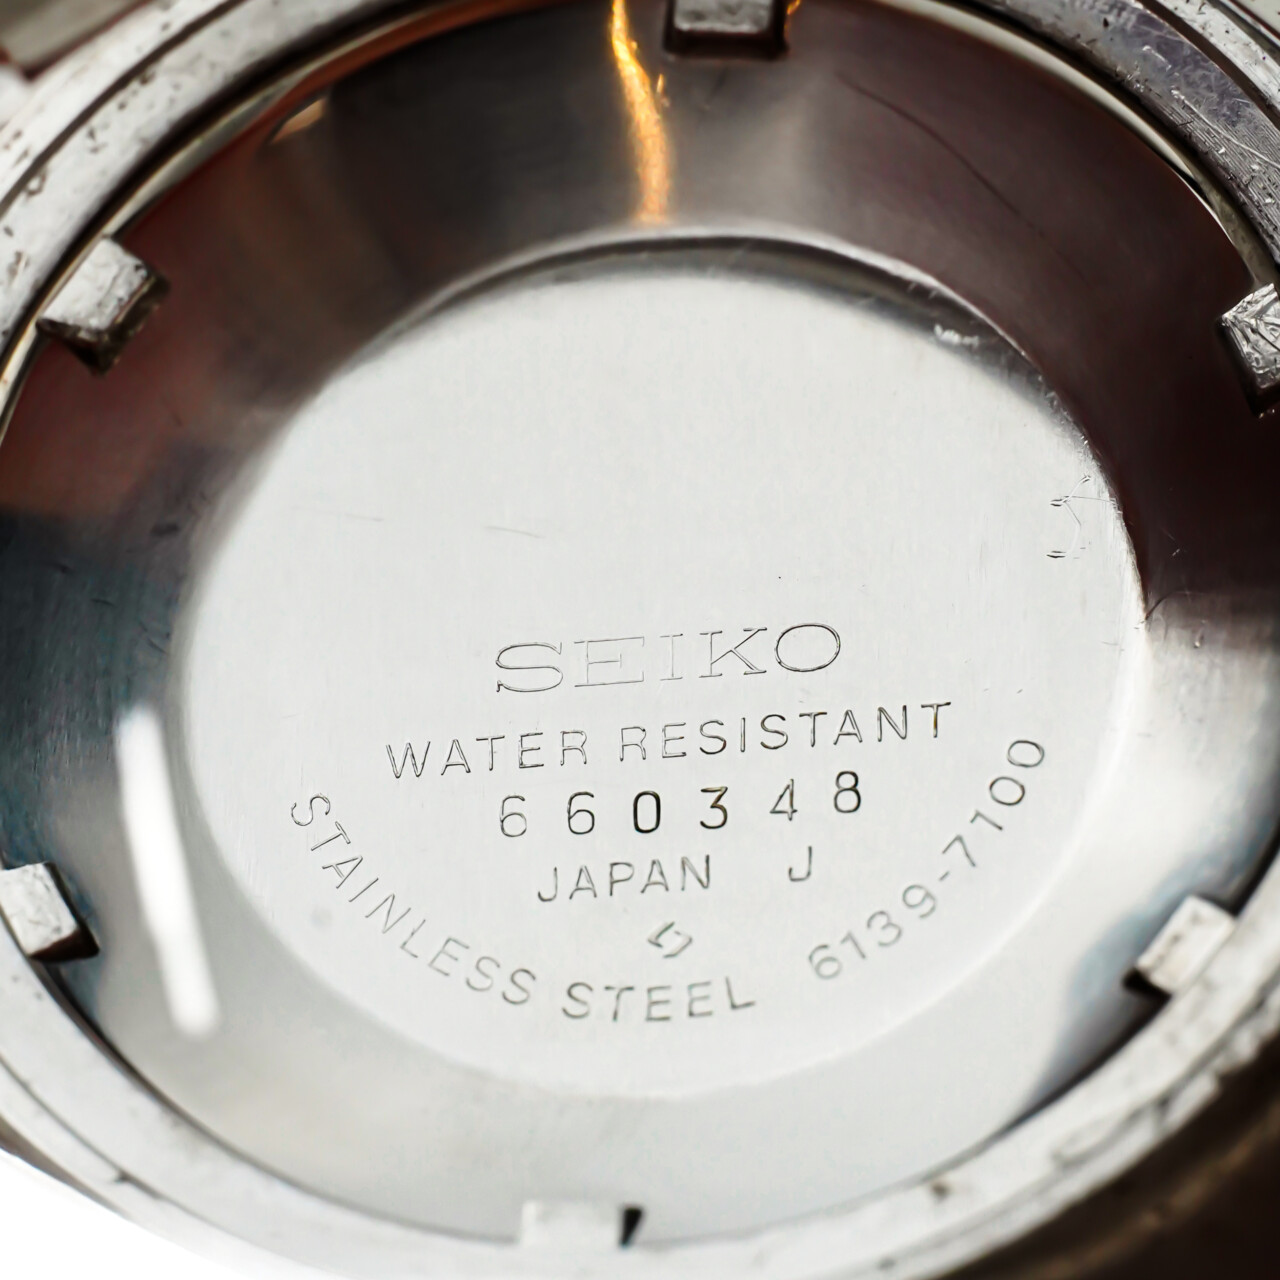 SEIKO
WATER RESISTANT
660348
JAPAN J
STAINLESS STEEL 6139-7100